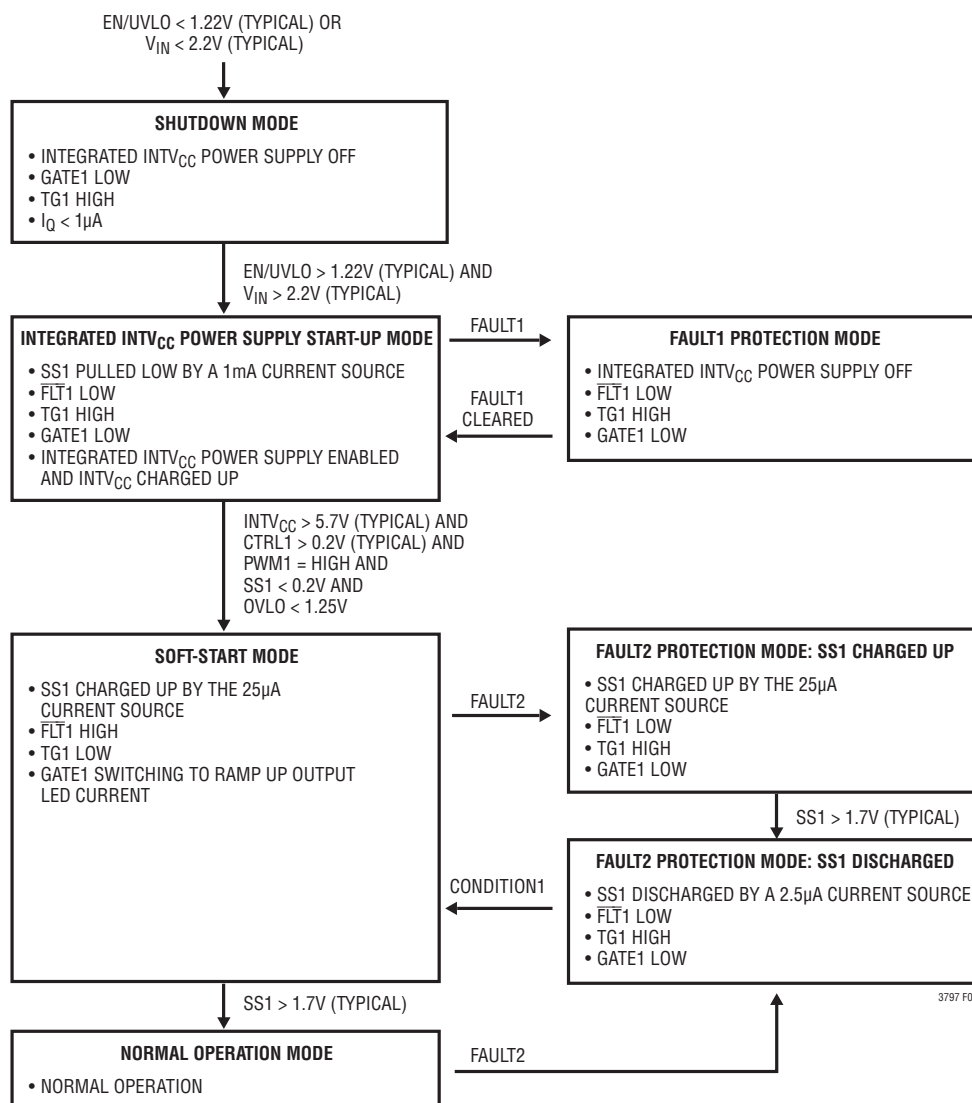 EN/UVLO < 1.22V (TYPICAL) OR
VIN < 2.2V (TYPICAL)
SHUTDOWN MODE
• INTEGRATED INTVCC POWER SUPPLY OFF
• GATE1 LOW
• TG1 HIGH
• IQ < 1µA
EN/UVLO > 1.22V (TYPICAL) AND
VIN > 2.2V (TYPICAL)
INTEGRATED INTVCC POWER SUPPLY START-UP MODE
• SS1 PULLED LOW BY A 1mA CURRENT SOURCE
• F̅L̅T̅1 LOW
• TG1 HIGH
• GATE1 LOW
• INTEGRATED INTVCC POWER SUPPLY ENABLED
AND INTVCC CHARGED UP
FAULT1
FAULT1
CLEARED
FAULT1 PROTECTION MODE
• INTEGRATED INTVCC POWER SUPPLY OFF
• F̅L̅T̅1 LOW
• TG1 HIGH
• GATE1 LOW
INTVCC > 5.7V (TYPICAL) AND
CTRL1 > 0.2V (TYPICAL) AND
PWM1 = HIGH AND
SS1 < 0.2V AND
OVLO < 1.25V
SOFT-START MODE
• SS1 CHARGED UP BY THE 25µA
CURRENT SOURCE
• F̅L̅T̅1 HIGH
• TG1 LOW
• GATE1 SWITCHING TO RAMP UP OUTPUT
LED CURRENT
FAULT2
FAULT2 PROTECTION MODE: SS1 CHARGED UP
• SS1 CHARGED UP BY THE 25µA
CURRENT SOURCE
• F̅L̅T̅1 LOW
• TG1 HIGH
• GATE1 LOW
SS1 > 1.7V (TYPICAL)
FAULT2 PROTECTION MODE: SS1 DISCHARGED
• SS1 DISCHARGED BY A 2.5µA CURRENT SOURCE
• F̅L̅T̅1 LOW
• TG1 HIGH
• GATE1 LOW
CONDITION1
3797 F0
SS1 > 1.7V (TYPICAL)
NORMAL OPERATION MODE
• NORMAL OPERATION
FAULT2